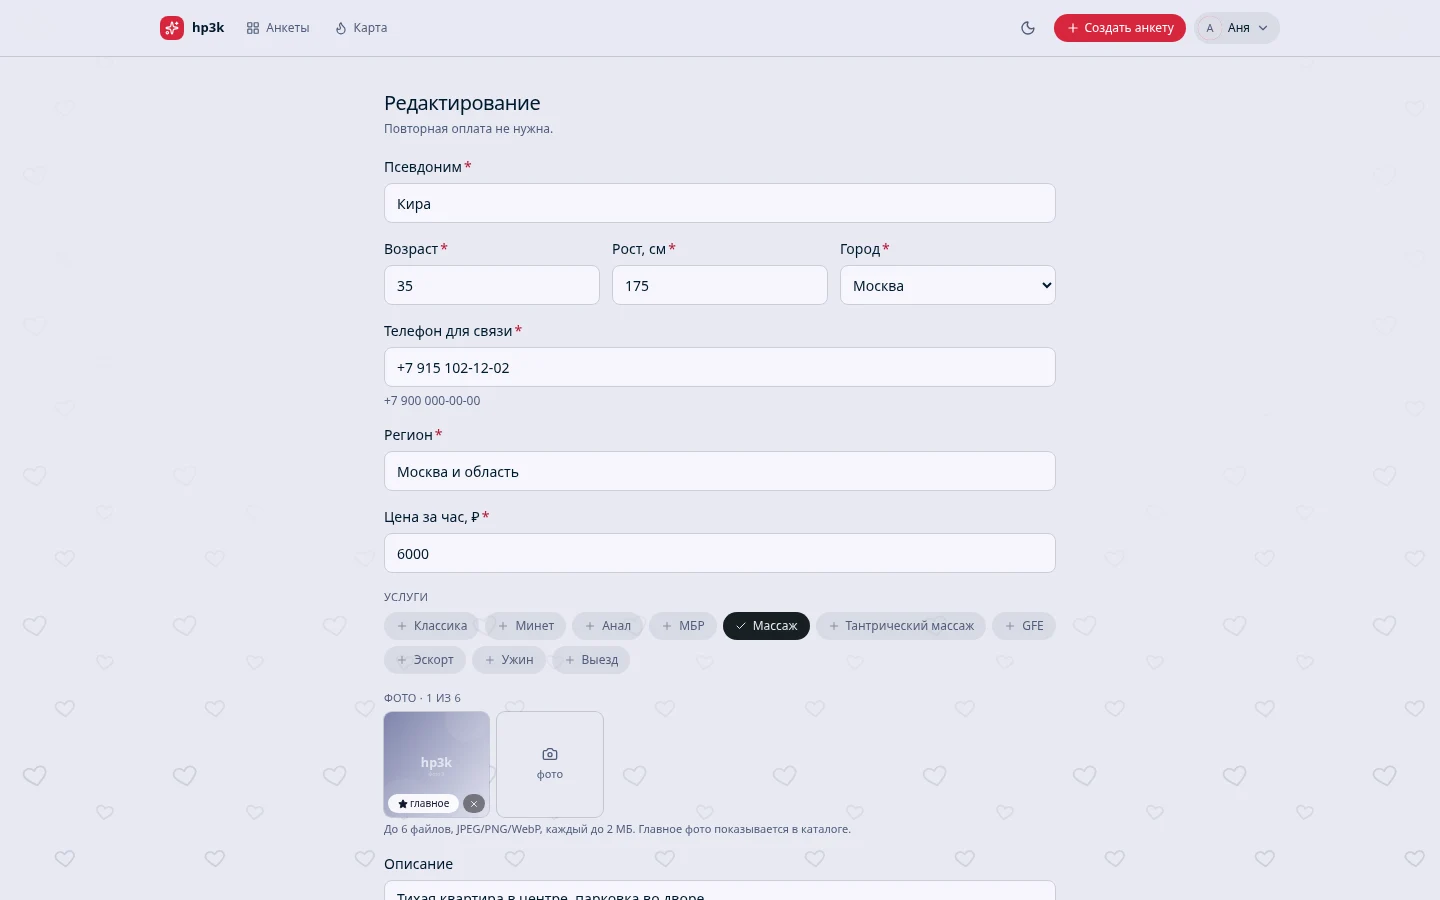 hp3k Анкеты Карта Создать анкету А Аня
Редактирование
Повторная оплата не нужна.
Псевдоним *
Кира
Возраст * Рост, см * Город *
35 175 Москва
Телефон для связи *
+7 915 102-12-02
+7 900 000-00-00
Регион *
Москва и область
Цена за час, ₽ *
6000
УСЛУГИ
+ Классика + Минет + Анал + МБР Массаж + Тантрический массаж + GFE
+ Эскорт + Ужин + Выезд
ФОТО · 1 ИЗ 6
hp3k
фото
главное
До 6 файлов, JPEG/PNG/WebP, каждый до 2 МБ. Главное фото показывается в каталоге.
Описание
Тихая квартира в центре, парковка во дворе